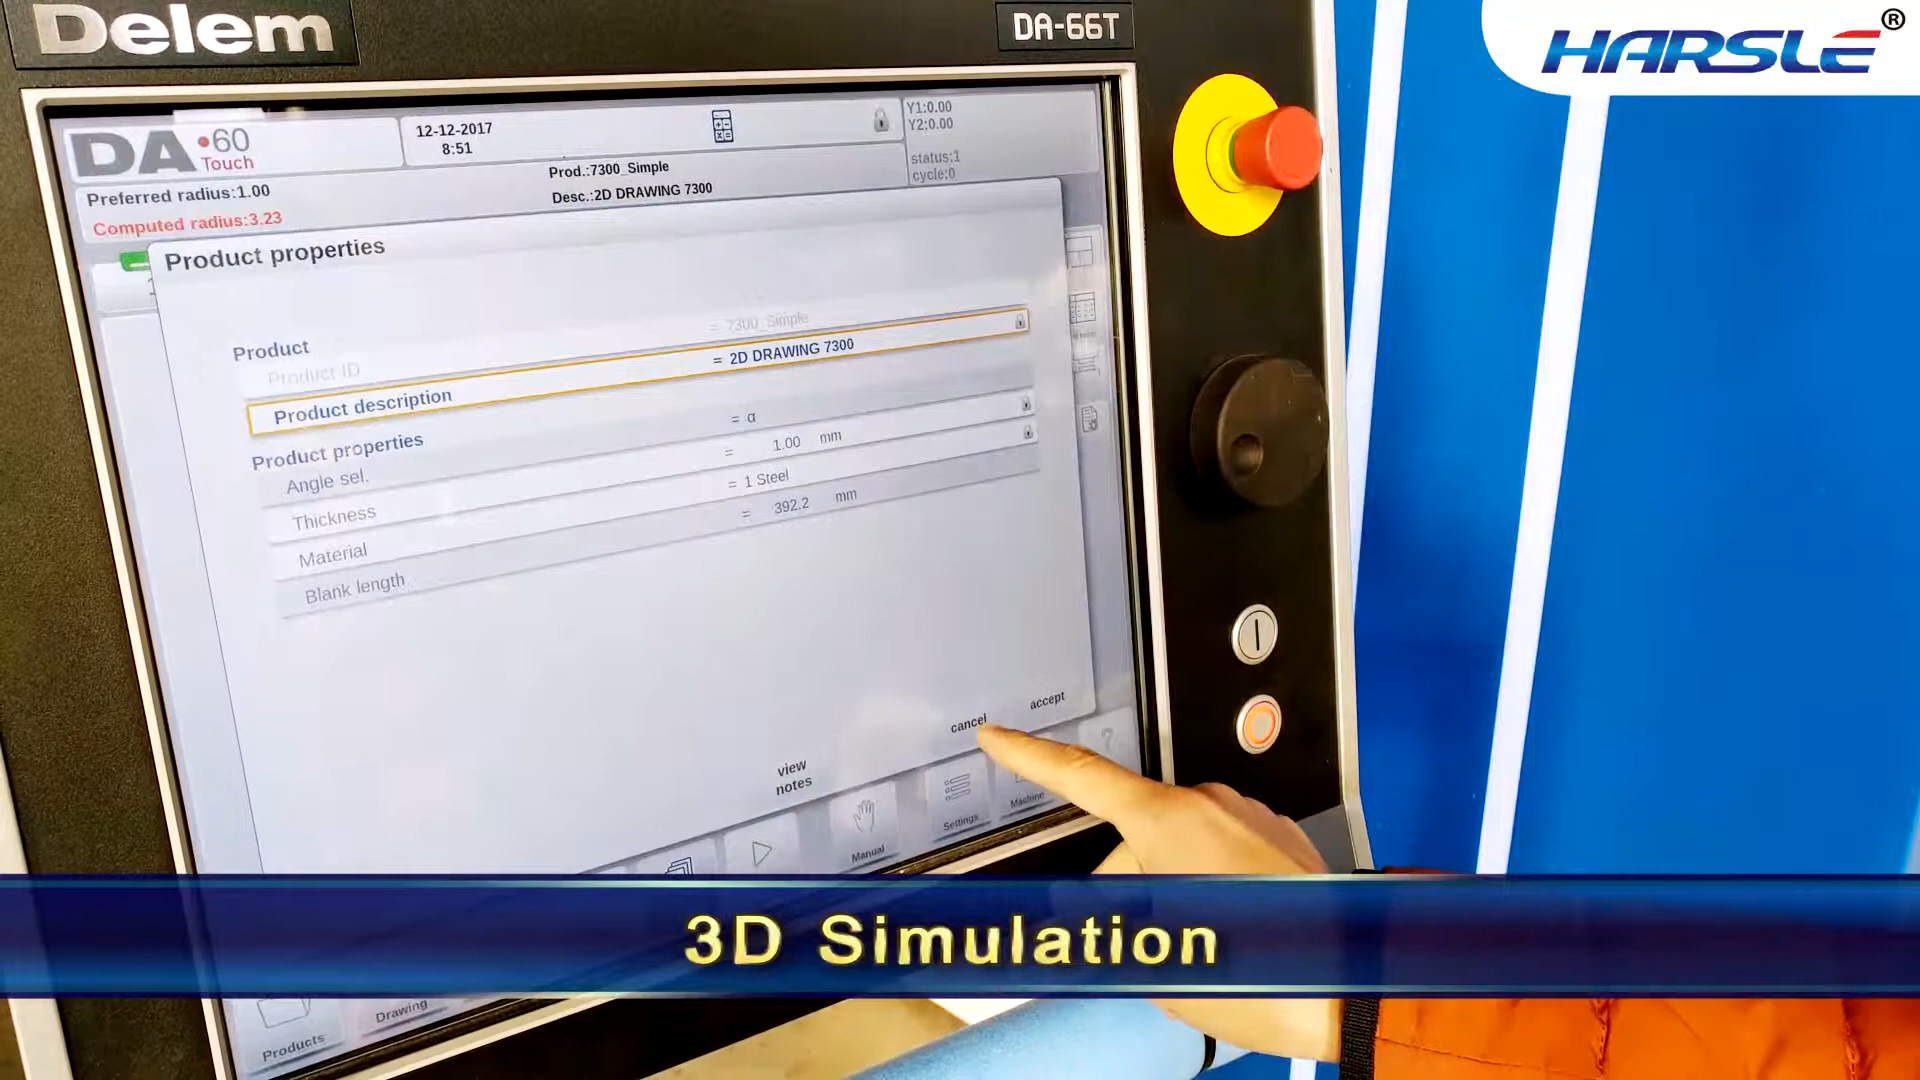 Delem
DA-66T
HARSLE®
DA•60
Touch
12-12-2017
8:51
Y1:0.00
Y2:0.00
status:1
cycle:0
Preferred radius:1.00
Computed radius:3.23
Prod.:7300_Simple
Desc.:2D DRAWING 7300
Product properties
Product
Product ID = 7300_Simple
Product description = 2D DRAWING 7300
Product properties
Angle sel. = α
Thickness = 1.00 mm
Material = 1 Steel
Blank length = 392.2 mm
view
notes
cancel
accept
?
Manual
Settings
Machine
3D Simulation
Products
Drawing